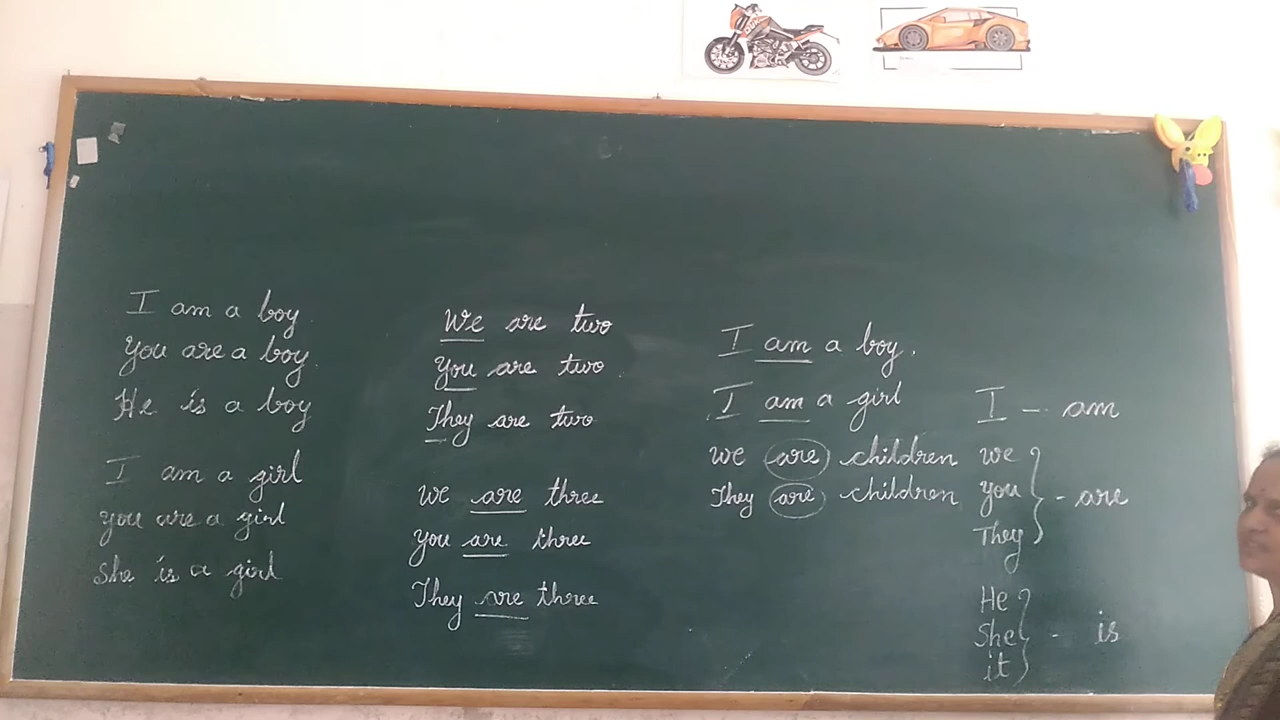 I am a boy.
You are a boy.
He is a boy
I am a girl
you are a girl
She is a girl
We are two
You are two.
They are two
we are three
you are three
They are three
I am a boy.
I am a girl
we are children
They are children
I - am
we
you - are
They
He
She - is
it